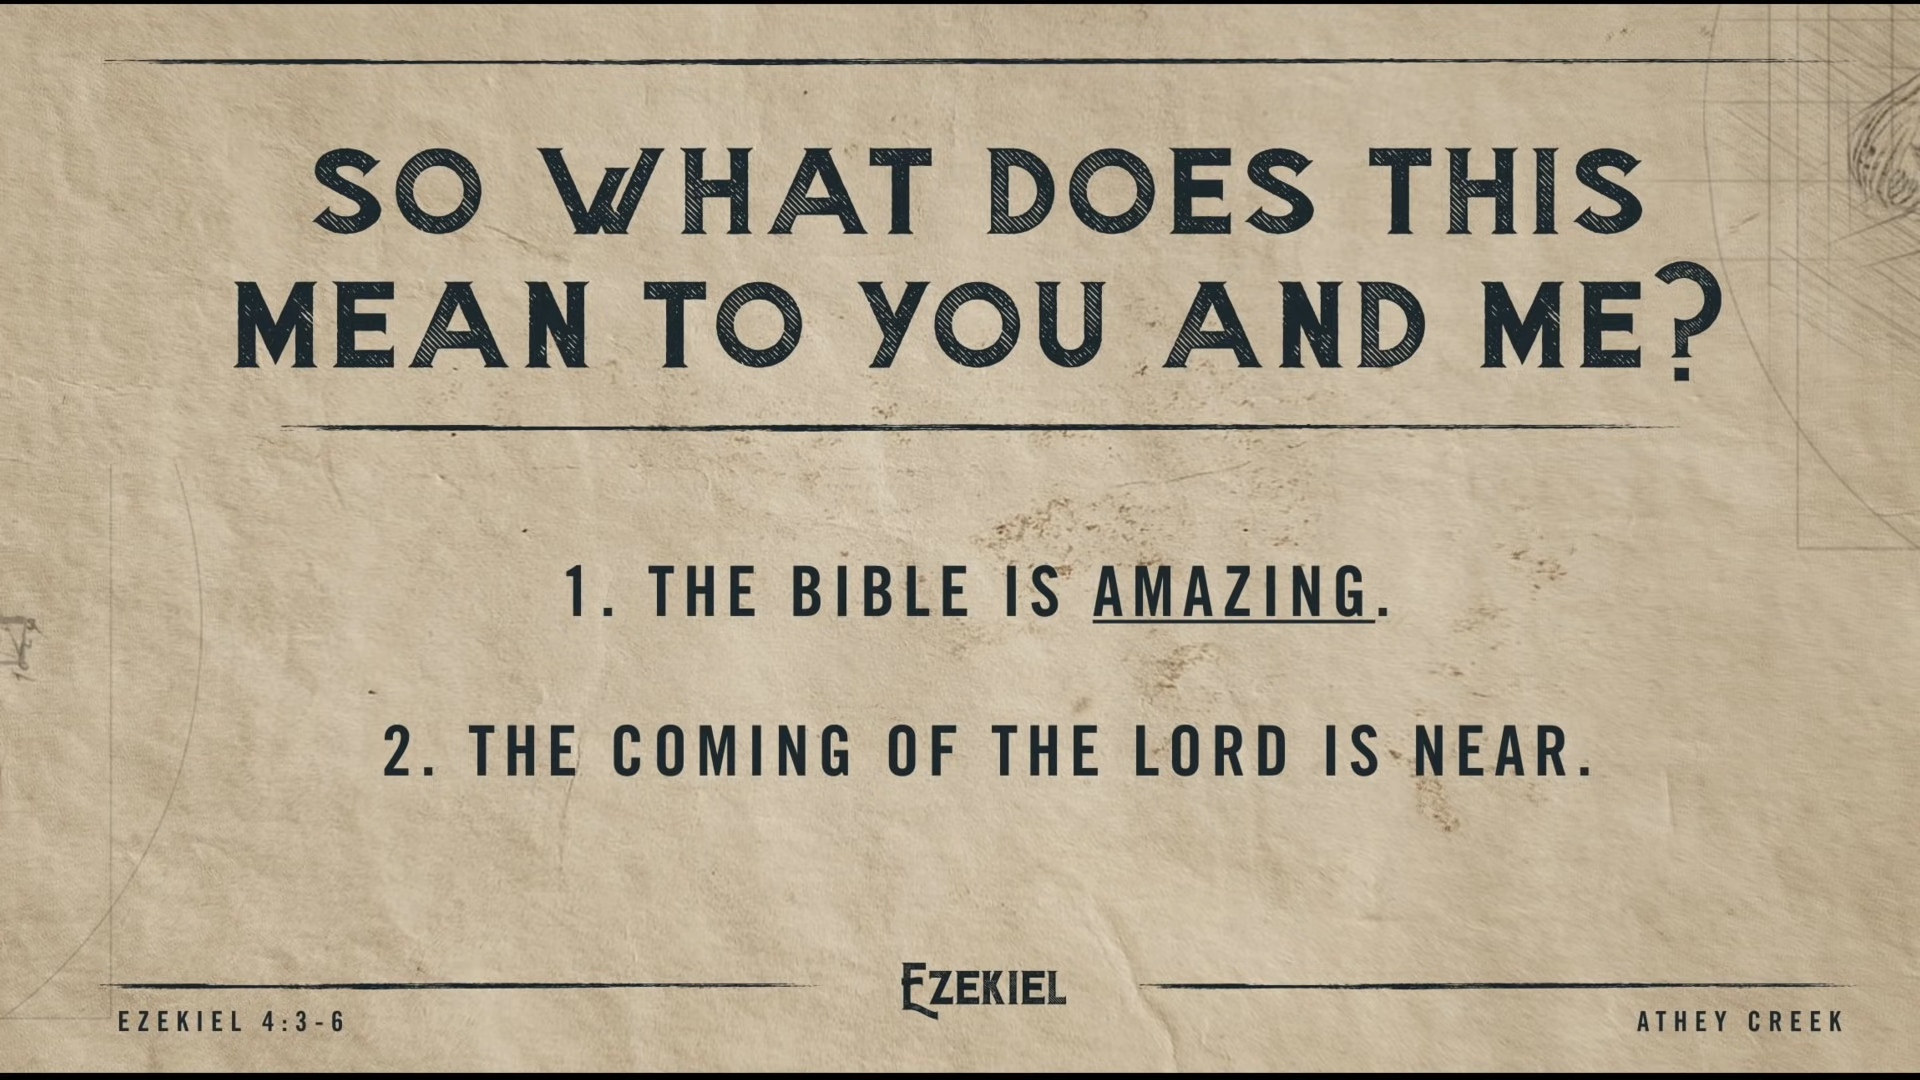 SO WHAT DOES THIS
MEAN TO YOU AND ME?
1. THE BIBLE IS AMAZING.
2. THE COMING OF THE LORD IS NEAR.
EZEKIEL
EZEKIEL 4:3-6
ATHEY CREEK